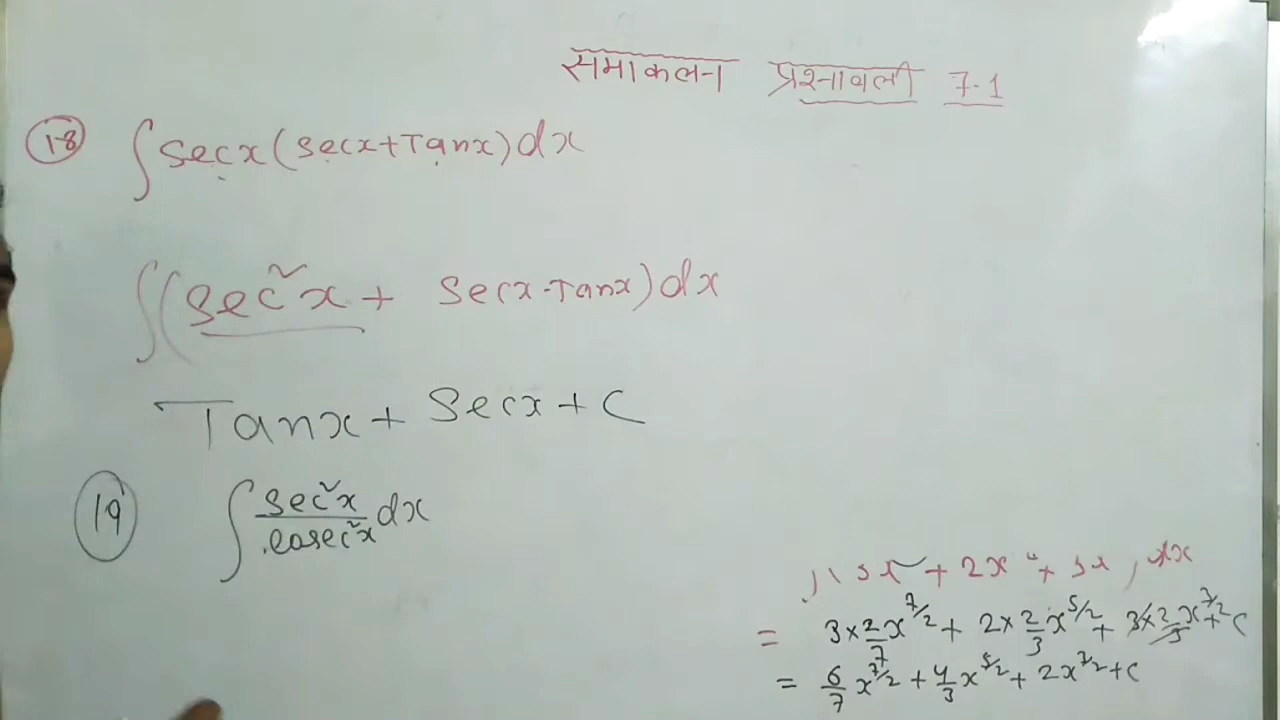 समाकलन प्रश्नावली 7.1
18 ∫ secx(secx+Tanx)dx
∫(sec²x + secx·Tanx)dx
Tanx + Secx + C
19 ∫ sec²x/cosec²x dx
+ 2x + dx
= 3×2/7 x^7/2 + 2×2/3 x^5/2 + 3×2/3 x^3/2 + C
= 6/7 x^7/2 + 4/3 x^5/2 + 2x^3/2 + C